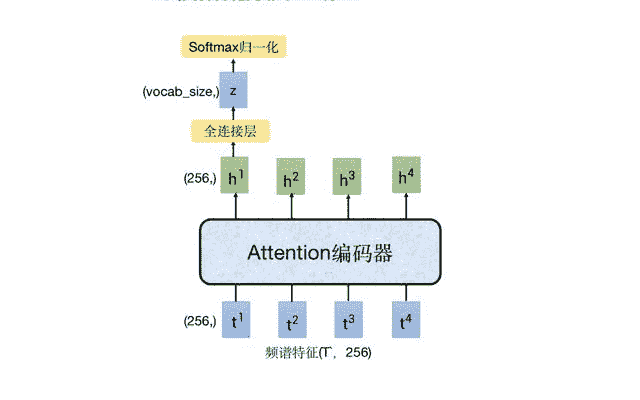 Softmax归一化
(vocab_size,) z
全连接层
(256,) h¹ h² h³ h⁴
Attention编码器
(256,) t¹ t² t³ t⁴
频谱特征(T, 256)